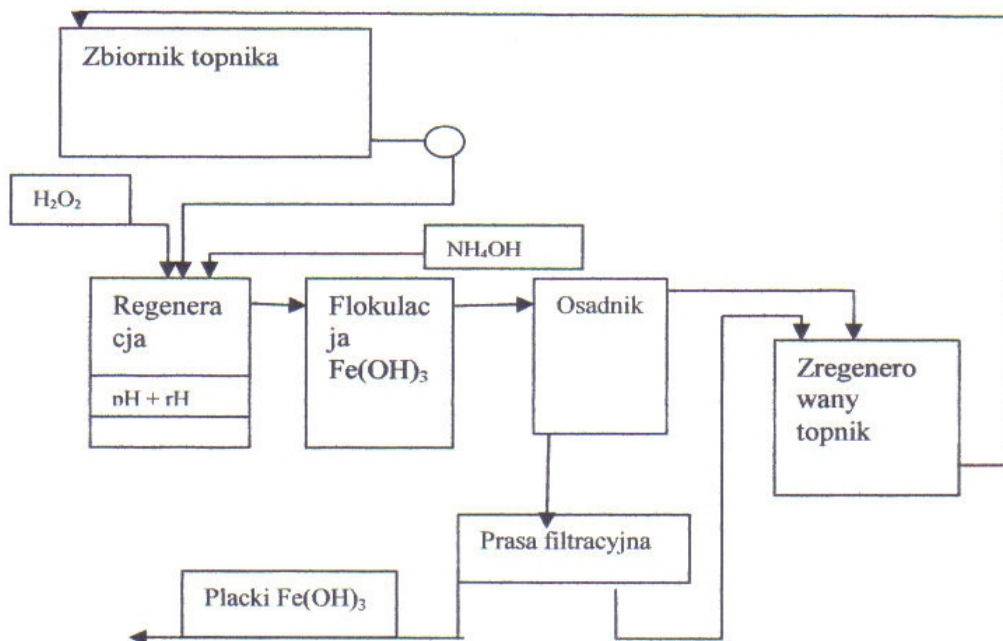 Zbiornik topnika
H₂O₂
NH₄OH
Regenera
cja
pH + rH
Flokulac
ja
Fe(OH)₃
Osadnik
Zregenero
wany
topnik
Prasa filtracyjna
Placki Fe(OH)₃